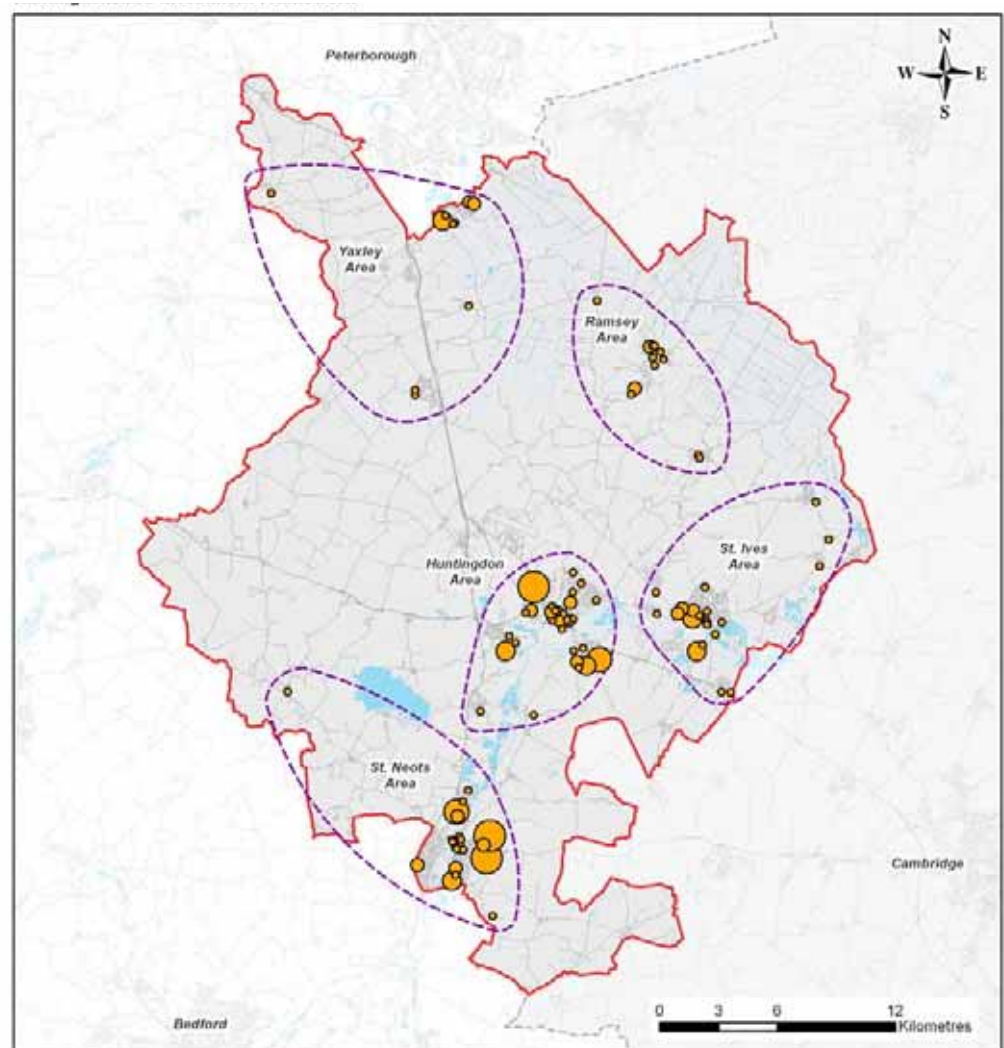 Peterborough
N
W E
S
Yaxley
Area
Ramsey
Area
St. Ives
Area
Huntingdon
Area
St. Neots
Area
Cambridge
Bedford
0 3 6 12
Kilometres